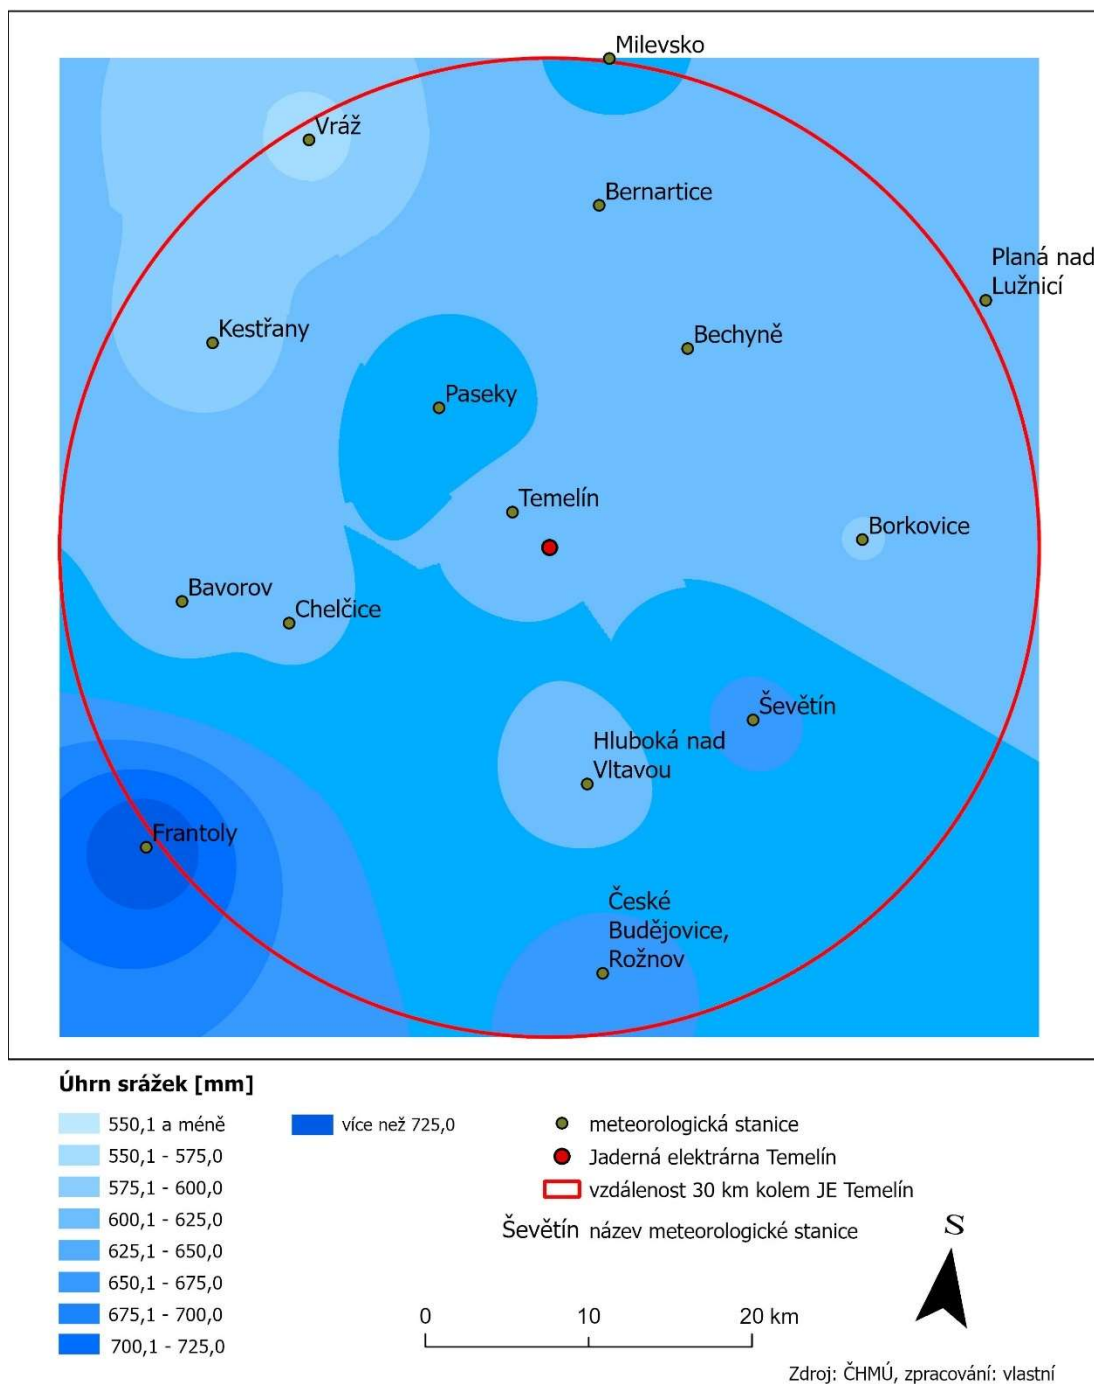 Milevsko
Vráž
Bernartice
Planá nad
Lužnicí
Kestřany
Bechyně
Paseky
Temelín
Borkovice
Bavorov
Chelčice
Ševětín
Hluboká nad
Vltavou
Frantoly
České
Budějovice,
Rožnov
Úhrn srážek [mm]
550,1 a méně
550,1 - 575,0
575,1 - 600,0
600,1 - 625,0
625,1 - 650,0
650,1 - 675,0
675,1 - 700,0
700,1 - 725,0
více než 725,0
meteorologická stanice
Jaderná elektrárna Temelín
vzdálenost 30 km kolem JE Temelín
Ševětín název meteorologické stanice
S
0 10 20 km
Zdroj: ČHMÚ, zpracování: vlastní